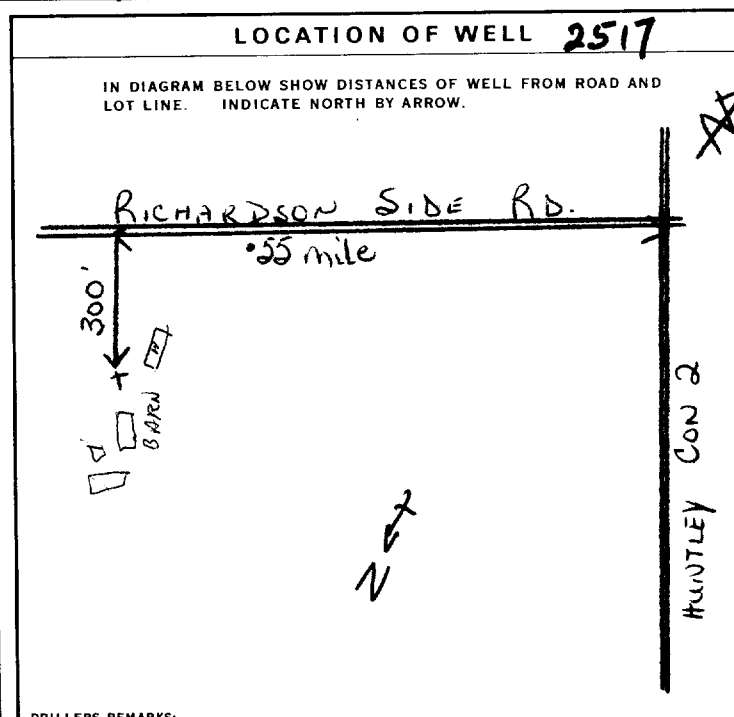 LOCATION OF WELL 2517
IN DIAGRAM BELOW SHOW DISTANCES OF WELL FROM ROAD AND
LOT LINE. INDICATE NORTH BY ARROW.
RICHARDSON SIDE RD.
.55 mile
300'
H
BARN
HUNTLEY CON 2
N
DRILLERS REMARKS: